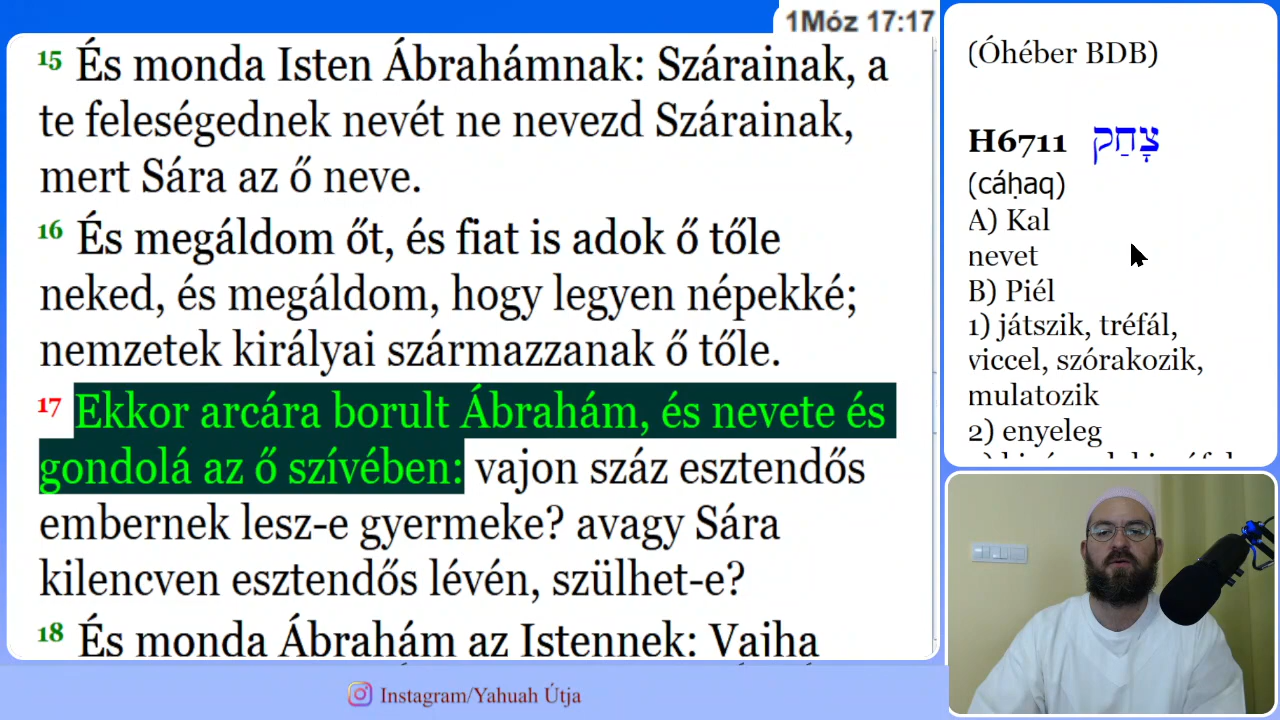 1Móz 17:17
15 És monda Isten Ábrahámnak: Szárainak, a
te feleségednek nevét ne nevezd Szárainak,
mert Sára az ő neve.
16 És megáldom őt, és fiat is adok ő tőle
neked, és megáldom, hogy legyen népekké;
nemzetek királyai származzanak ő tőle.
17 Ekkor arcára borult Ábrahám, és nevete és
gondolá az ő szívében: vajon száz esztendős
embernek lesz-e gyermeke? avagy Sára
kilencven esztendős lévén, szülhet-e?
18 És monda Ábrahám az Istennek: Vajha
(Óhéber BDB)
H6711 צָחַק
(cáḥaq)
A) Kal
nevet
B) Piél
1) játszik, tréfál,
viccel, szórakozik,
mulatozik
2) enyeleg
Instagram/Yahuah Útja